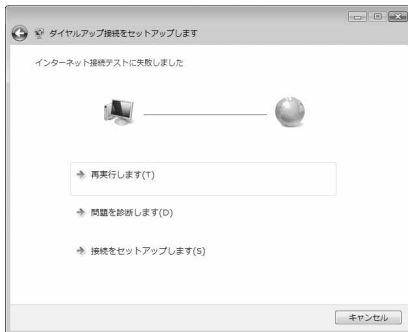 ダイヤルアップ接続をセットアップします
インターネット接続テストに失敗しました
再実行します(T)
問題を診断します(D)
接続をセットアップします(S)
キャンセル